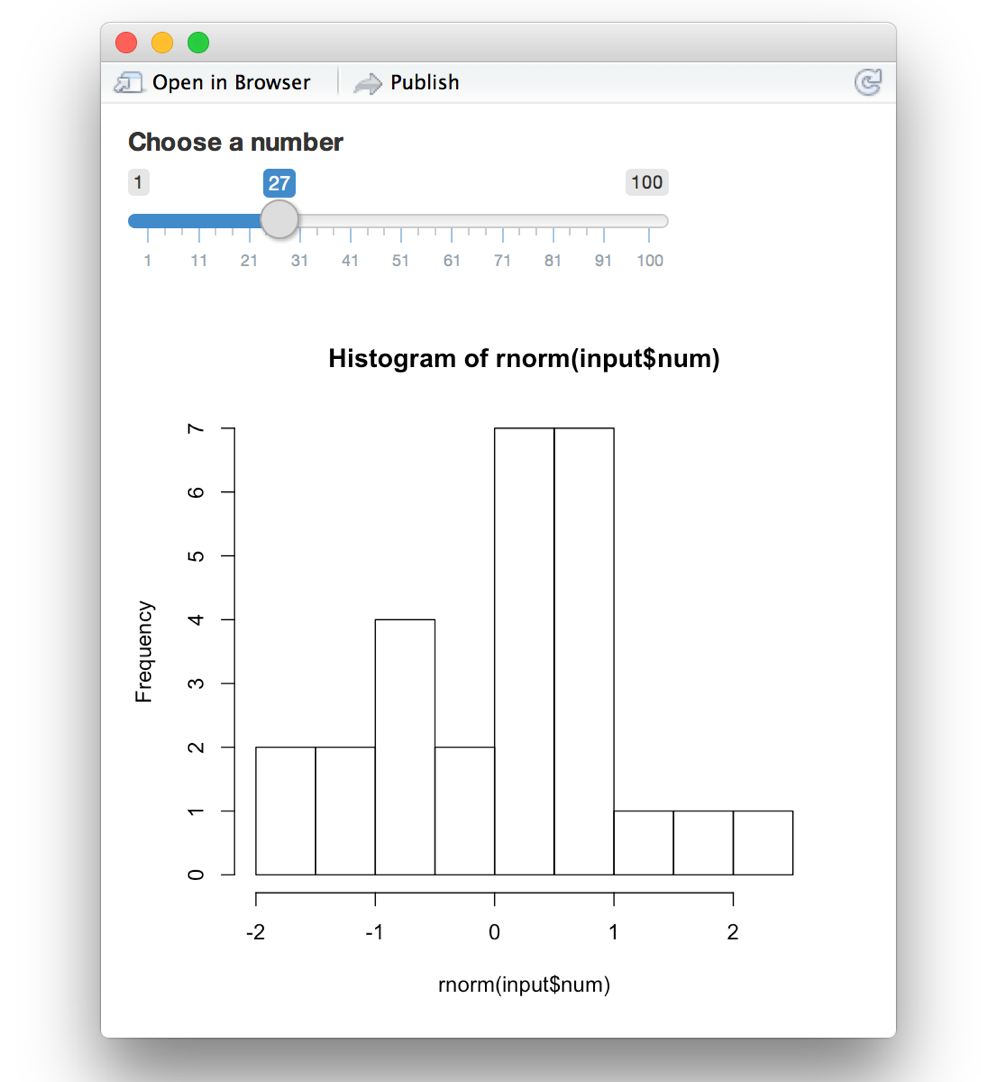 Open in Browser Publish
Choose a number
1 27 100
1 11 21 31 41 51 61 71 81 91 100
Histogram of rnorm(input$num)
7
6
5
4
3
2
1
0
Frequency
-2 -1 0 1 2
rnorm(input$num)